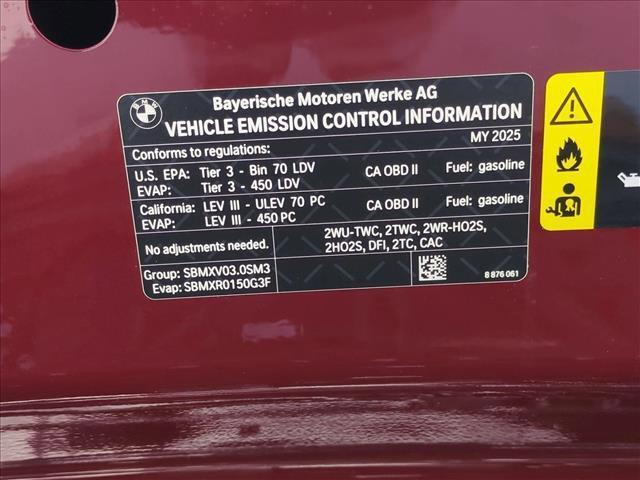 BMW
Bayerische Motoren Werke AG
VEHICLE EMISSION CONTROL INFORMATION
MY 2025
Conforms to regulations:
U.S. EPA: Tier 3 - Bin 70 LDV CA OBD II Fuel: gasoline
EVAP: Tier 3 - 450 LDV
California: LEV III - ULEV 70 PC CA OBD II Fuel: gasoline
Evap: LEV III - 450 PC
No adjustments needed. 2WU-TWC, 2TWC, 2WR-HO2S,
2HO2S, DFI, 2TC, CAC
Group: SBMXV03.0SM3
Evap: SBMXR0150G3F 8 876 061